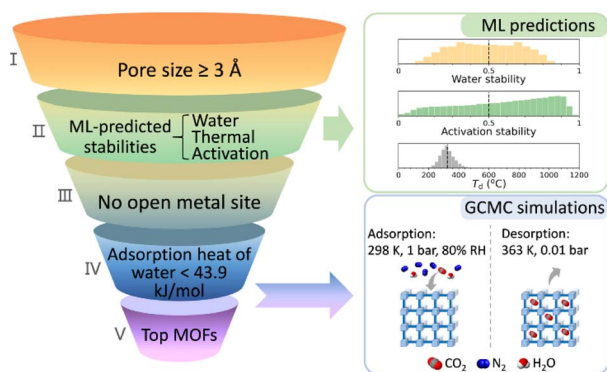 I
Pore size ≥ 3 Å
II
ML-predicted
stabilities
Water
Thermal
Activation
III
No open metal site
IV
Adsorption heat of
water < 43.9
kJ/mol
V
Top MOFs
ML predictions
0 0.5 1
Water stability
0 0.5 1
Activation stability
0 200 400 600 800 1000 1200
Td (°C)
GCMC simulations
Adsorption:
298 K, 1 bar, 80% RH
Desorption:
363 K, 0.01 bar
CO₂ N₂ H₂O